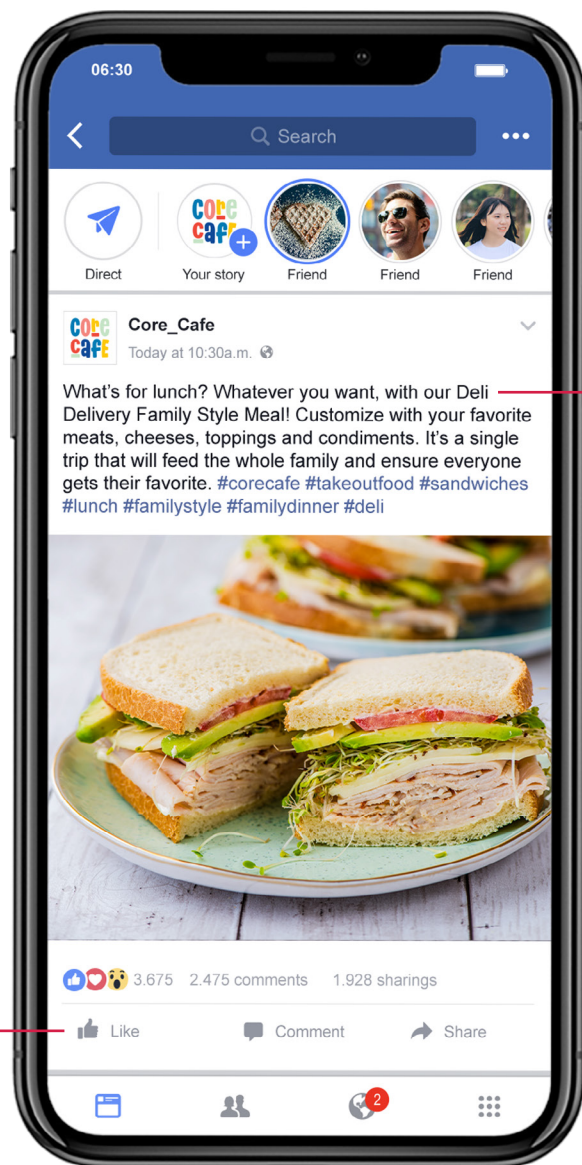 06:30
Search
CORE
CAFE
Direct
Your story
Friend
Friend
Friend
CORE
CAFE
Core_Cafe
Today at 10:30a.m.
What’s for lunch? Whatever you want, with our Deli
Delivery Family Style Meal! Customize with your favorite
meats, cheeses, toppings and condiments. It’s a single
trip that will feed the whole family and ensure everyone
gets their favorite. #corecafe #takeoutfood #sandwiches
#lunch #familystyle #familydinner #deli
3.675 2.475 comments 1.928 sharings
Like Comment Share
2